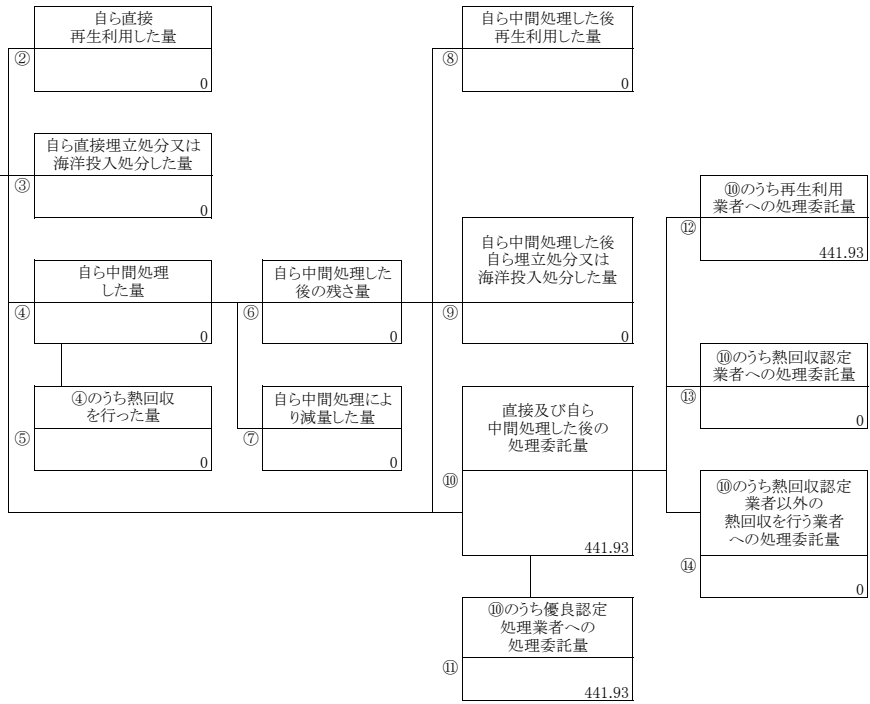 自ら直接
再生利用した量
②
0
自ら直接埋立処分又は
海洋投入処分した量
③
0
自ら中間処理
した量
④
0
④のうち熱回収
を行った量
⑤
0
自ら中間処理した
後の残さ量
⑥
0
自ら中間処理によ
り減量した量
⑦
0
自ら中間処理した後
再生利用した量
⑧
0
自ら中間処理した後
自ら埋立処分又は
海洋投入処分した量
⑨
0
直接及び自ら
中間処理した後の
処理委託量
⑩
441.93
⑩のうち優良認定
処理業者への
処理委託量
⑪
441.93
⑩のうち再生利用
業者への処理委託量
⑫
441.93
⑩のうち熱回収認定
業者への処理委託量
⑬
0
⑩のうち熱回収認定
業者以外の
熱回収を行う業者
への処理委託量
⑭
0